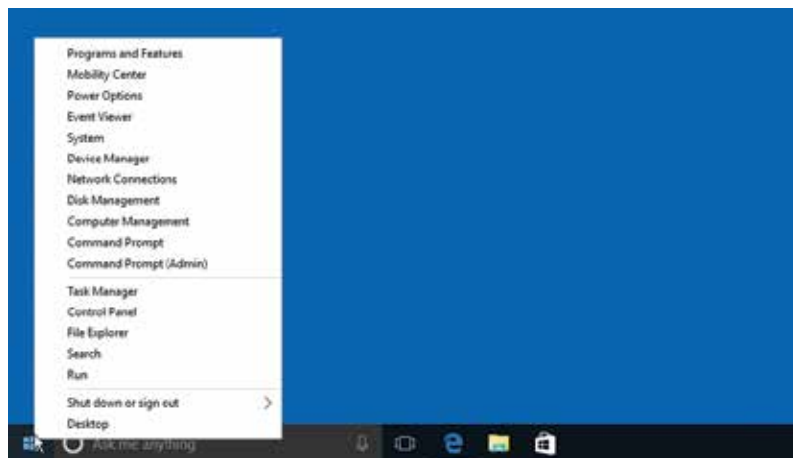 Programs and Features
Mobility Center
Power Options
Event Viewer
System
Device Manager
Network Connections
Disk Management
Computer Management
Command Prompt
Command Prompt (Admin)
Task Manager
Control Panel
File Explorer
Search
Run
Shut down or sign out
Desktop
Ask me anything